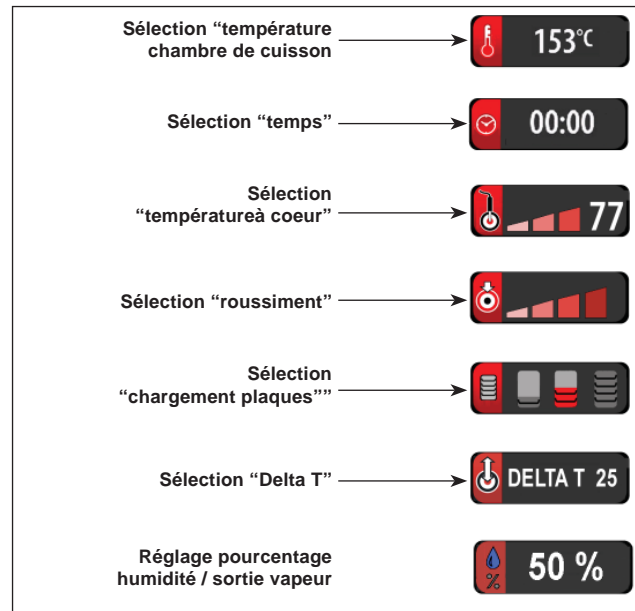 Sélection “température
chambre de cuisson
153°C
Sélection “temps”
00:00
Sélection
“températureà coeur”
77
Sélection “roussiment”
Sélection
“chargement plaques””
Sélection “Delta T”
DELTA T 25
Réglage pourcentage
humidité / sortie vapeur
%
50 %